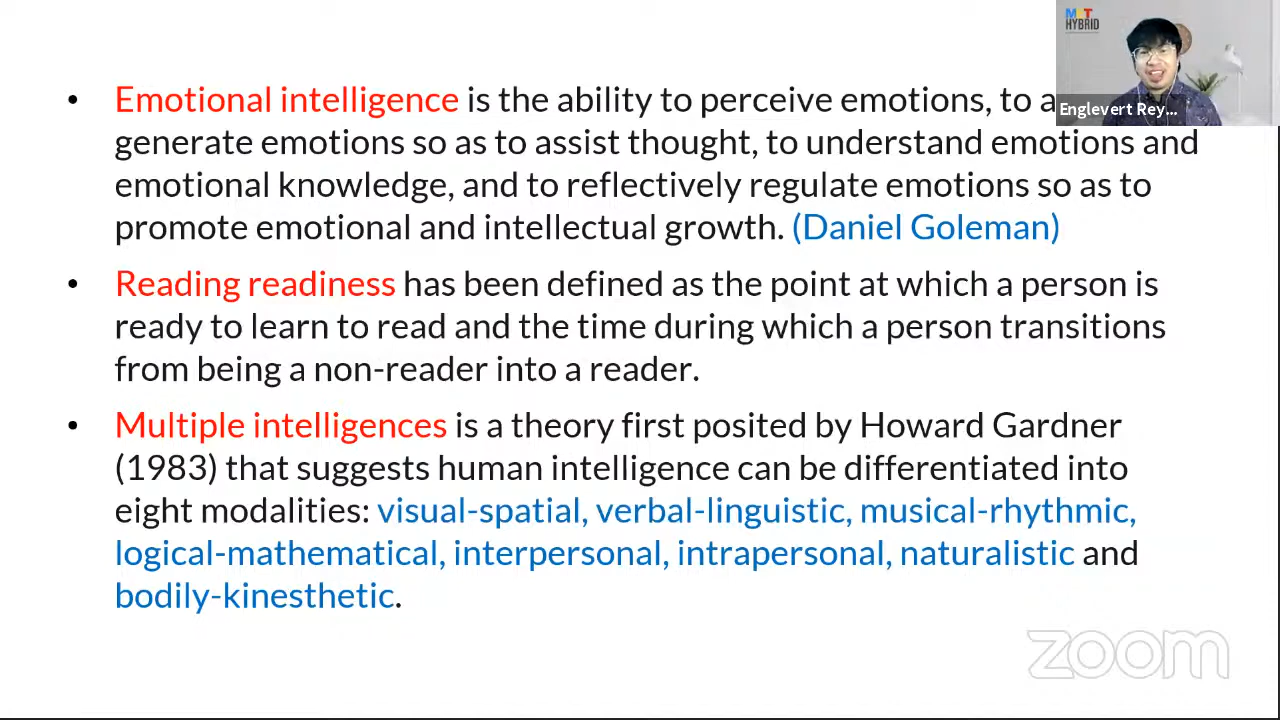 MET
HYBRID
Englevert Rey...
• Emotional intelligence is the ability to perceive emotions, to a
generate emotions so as to assist thought, to understand emotions and
emotional knowledge, and to reflectively regulate emotions so as to
promote emotional and intellectual growth. (Daniel Goleman)
• Reading readiness has been defined as the point at which a person is
ready to learn to read and the time during which a person transitions
from being a non-reader into a reader.
• Multiple intelligences is a theory first posited by Howard Gardner
(1983) that suggests human intelligence can be differentiated into
eight modalities: visual-spatial, verbal-linguistic, musical-rhythmic,
logical-mathematical, interpersonal, intrapersonal, naturalistic and
bodily-kinesthetic.
zoom